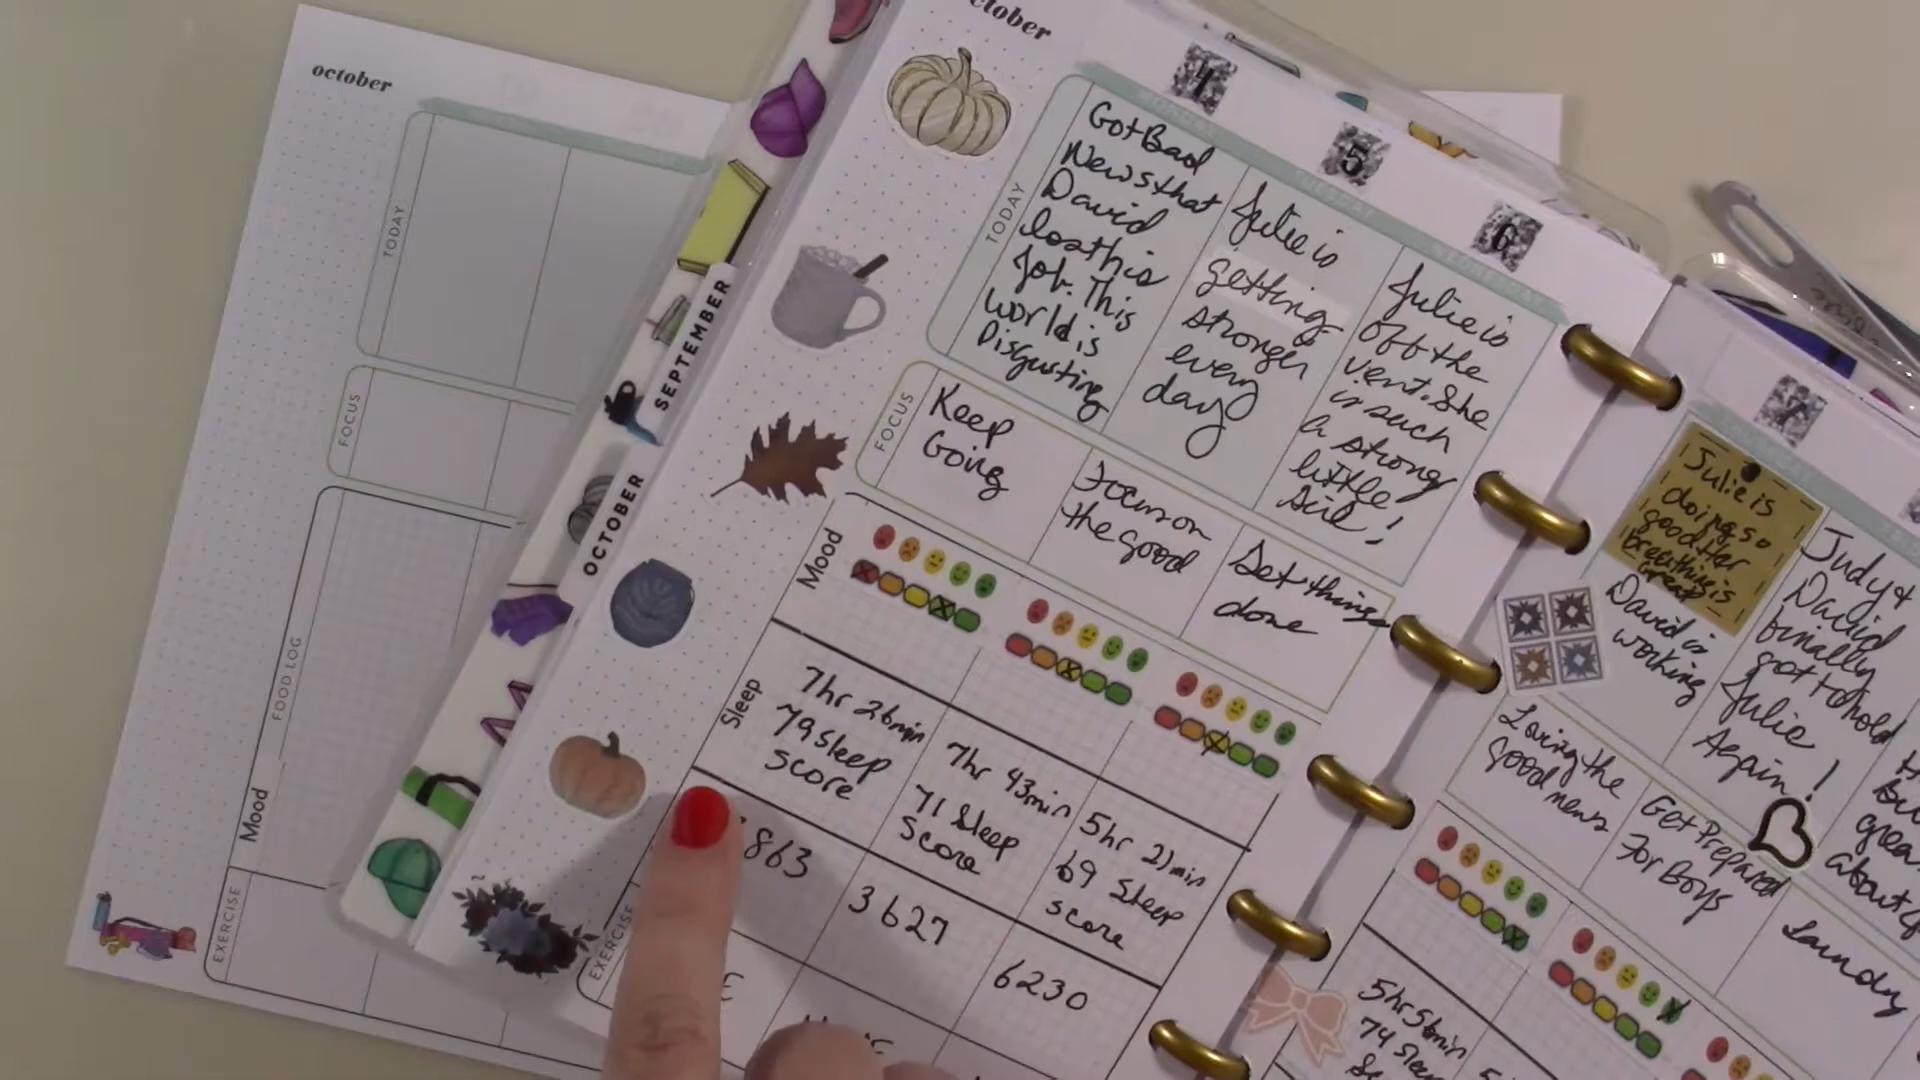 october
TODAY
FOCUS
FOOD LOG
Mood
EXERCISE
SEPTEMBER
OCTOBER
ctober
4
5
6
7
MONDAY
TODAY
Got Bad
News that
David
lost his
Job. This
world is
Disgusting
Julie is
getting
stronger
every
day
Julie is
off the
vent. She
is such
a strong
little
Girl!
FOCUS
Keep
Going
Focus on
the good
Get things
done
Mood
Sleep
7hr 26min
79 sleep
score
7hr 43min
71 Sleep
Score
5hr 21min
69 Sleep
score
863
3627
6230
EXERCISE
Julie is
doing so
good Her
breathing is
great
David is
working
Judy &
David
finally
got to hold
Julie
Again!
Loving the
good news
Get Prepared
For Boys
Laundry
5hr 56min
74 Sleep